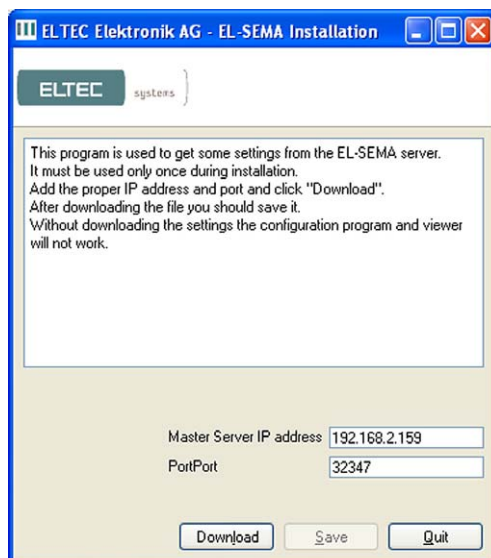 ELTEC Elektronik AG - EL-SEMA Installation
ELTEC systems
This program is used to get some settings from the EL-SEMA server.
It must be used only once during installation.
Add the proper IP address and port and click "Download".
After downloading the file you should save it.
Without downloading the settings the configuration program and viewer
will not work.
Master Server IP address 192.168.2.159
PortPort 32347
Download Save Quit